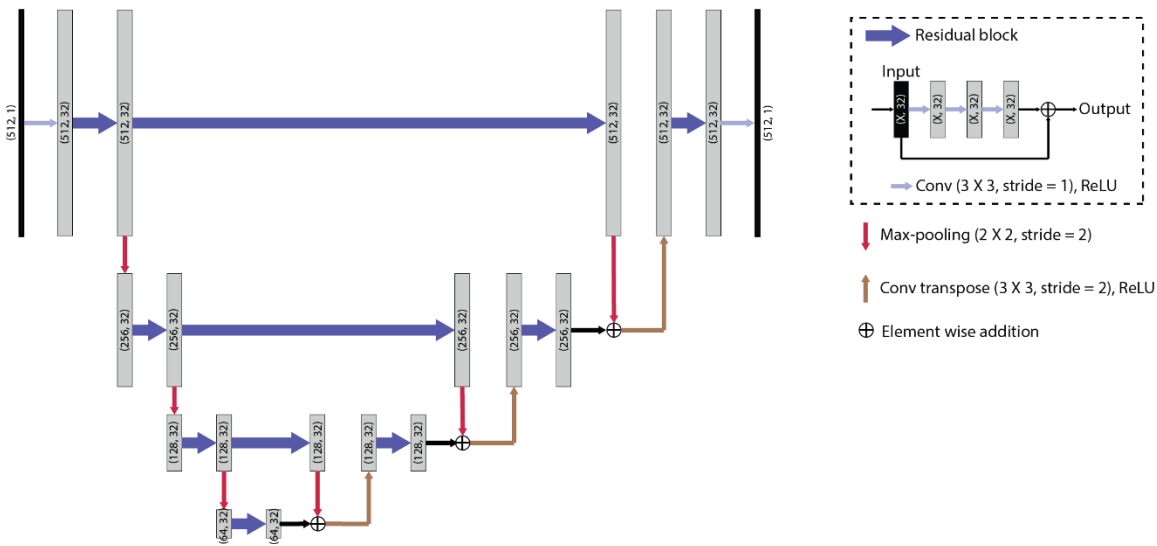 (512, 1)
(512, 32)
(512, 32)
(512, 32)
(512, 32)
(512, 32)
(512, 1)
(256, 32)
(256, 32)
(256, 32)
(256, 32)
(256, 32)
(128, 32)
(128, 32)
(128, 32)
(128, 32)
(128, 32)
(64, 32)
(64, 32)
Residual block
Input
(X, 32)
(X, 32)
(X, 32)
(X, 32)
Output
Conv (3 X 3, stride = 1), ReLU
Max-pooling (2 X 2, stride = 2)
Conv transpose (3 X 3, stride = 2), ReLU
Element wise addition